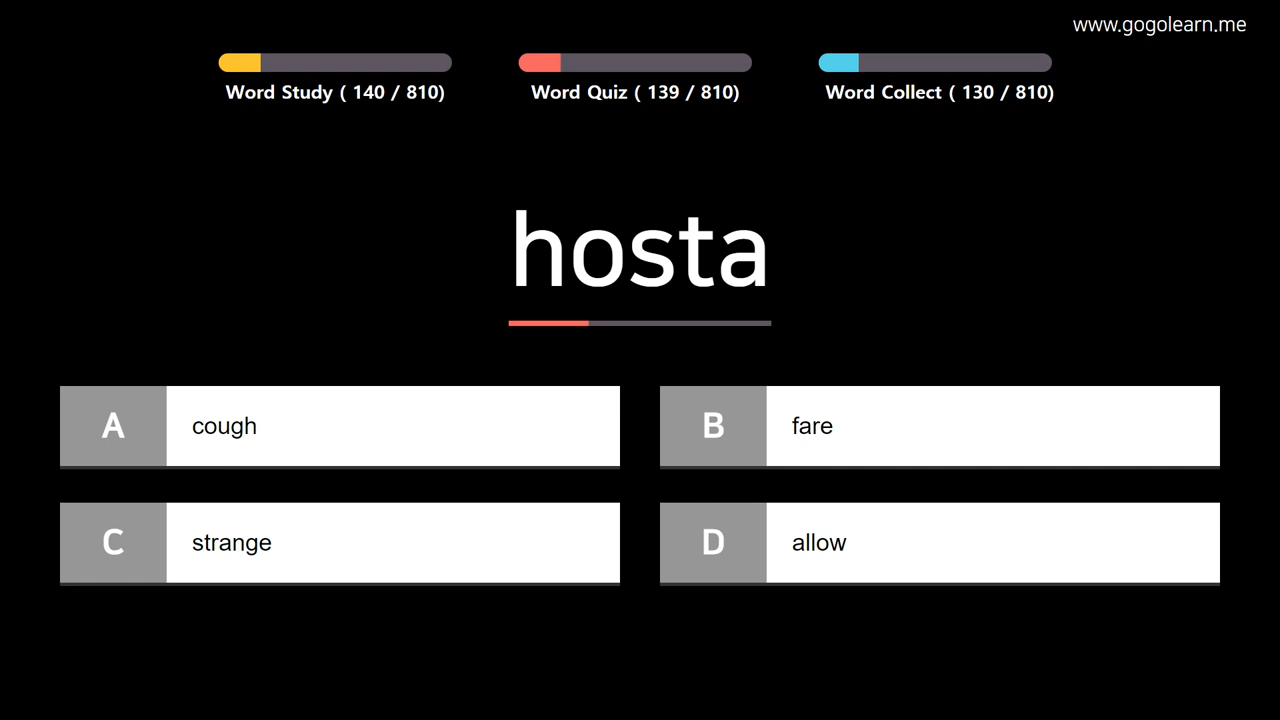 www.gogolearn.me
Word Study ( 140 / 810)
Word Quiz ( 139 / 810)
Word Collect ( 130 / 810)
hosta
A cough
B fare
C strange
D allow